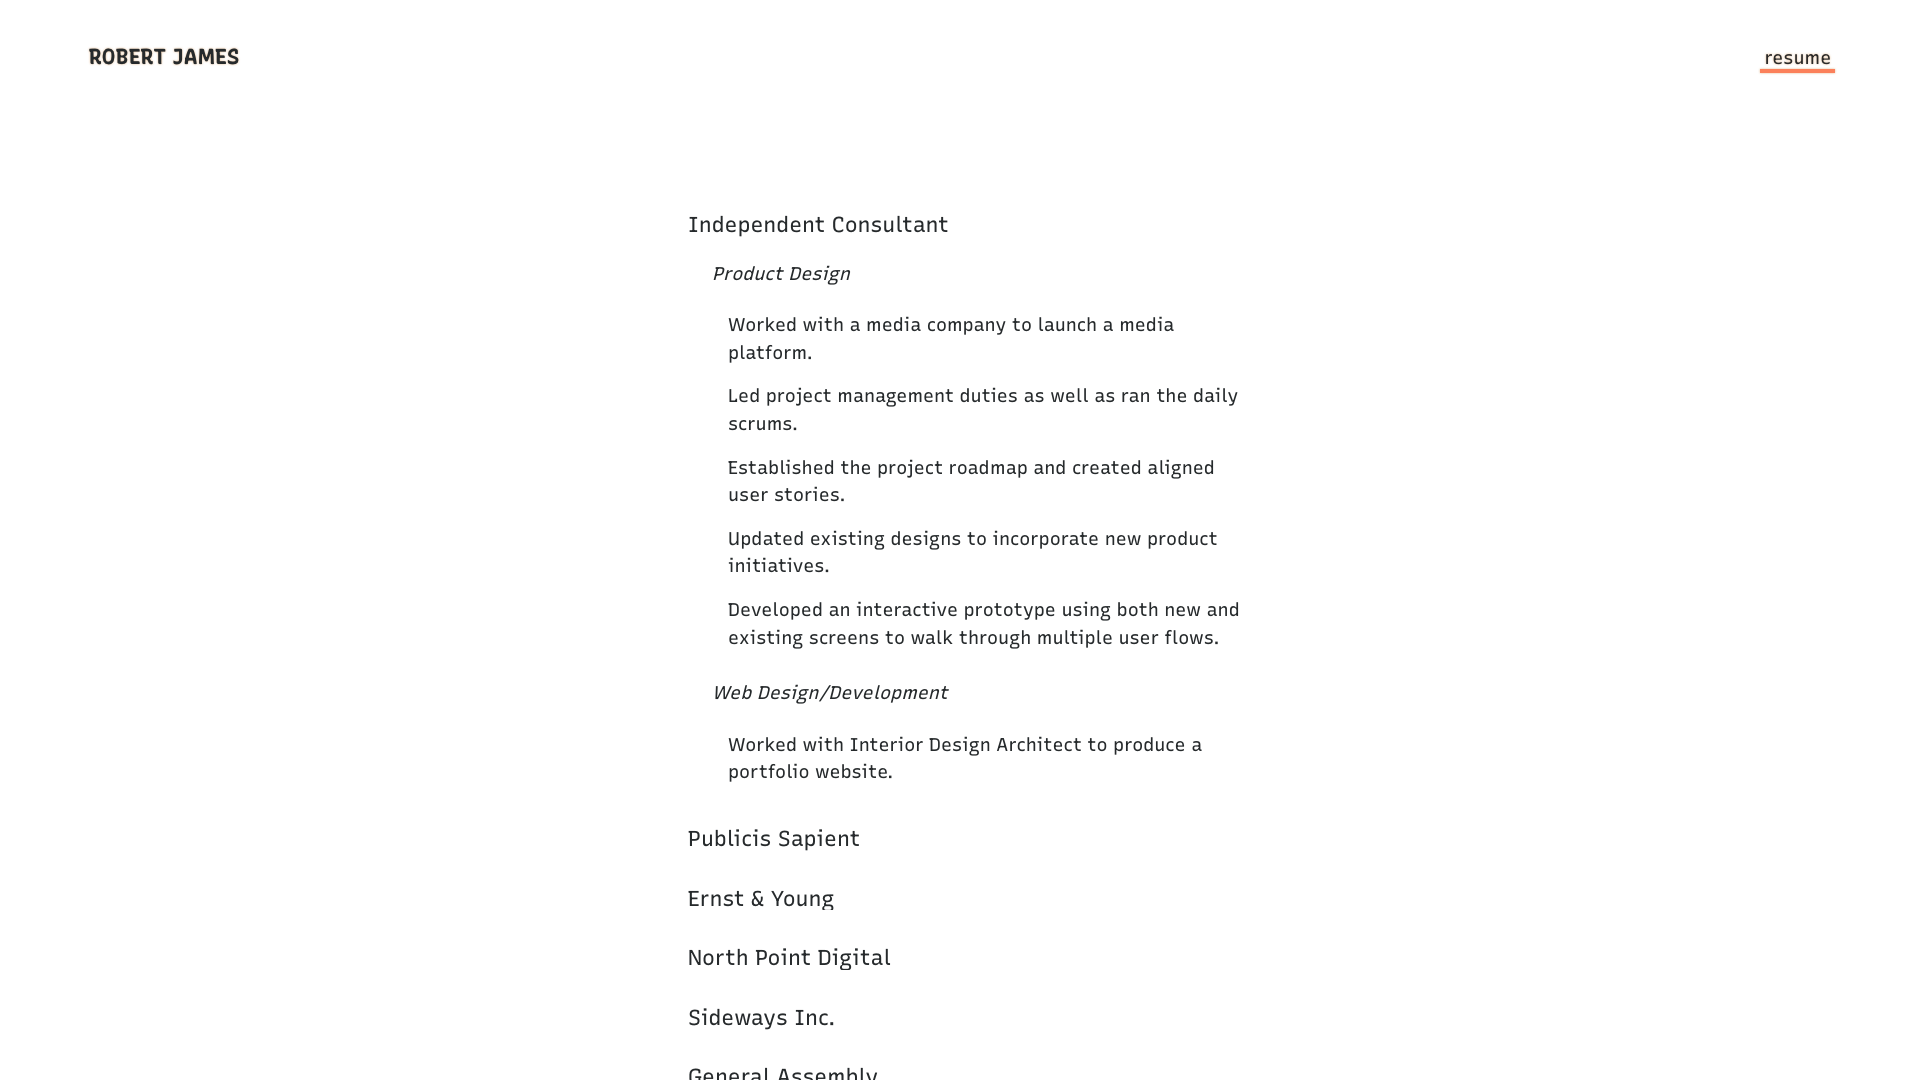 ROBERT JAMES
resume
Independent Consultant
Product Design
Worked with a media company to launch a media
platform.
Led project management duties as well as ran the daily
scrums.
Established the project roadmap and created aligned
user stories.
Updated existing designs to incorporate new product
initiatives.
Developed an interactive prototype using both new and
existing screens to walk through multiple user flows.
Web Design/Development
Worked with Interior Design Architect to produce a
portfolio website.
Publicis Sapient
Ernst & Young
North Point Digital
Sideways Inc.
General Assembly